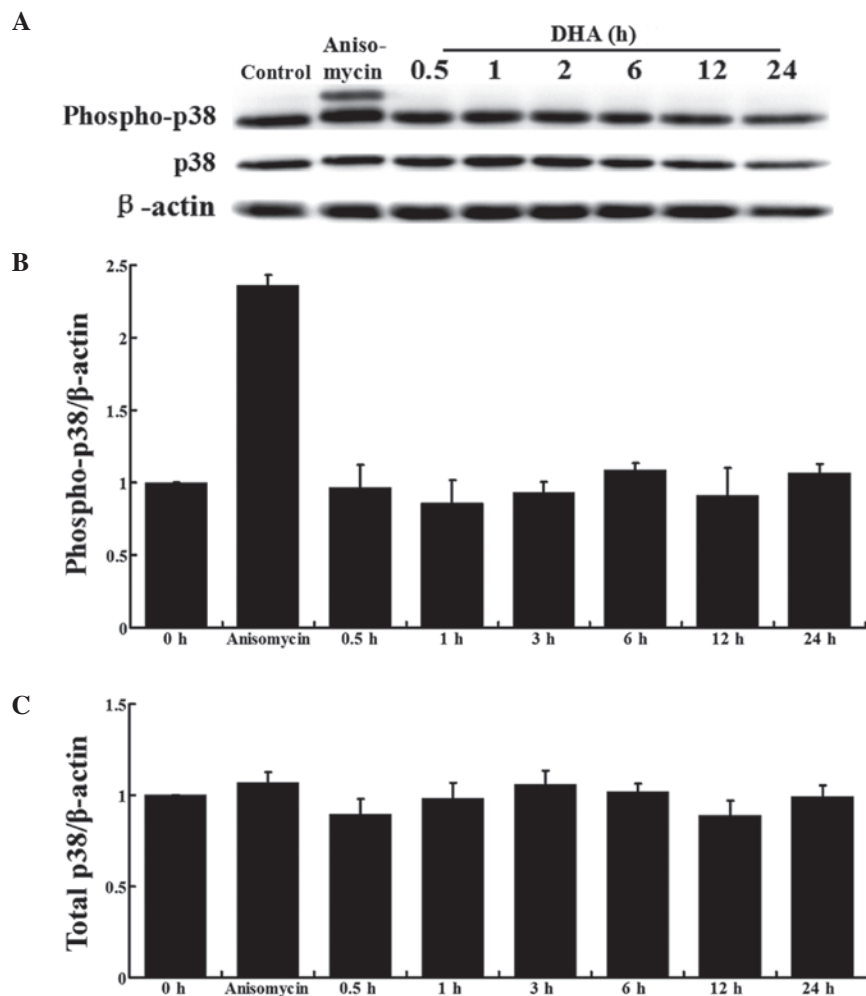 A
DHA (h)
Control
Aniso-
mycin
0.5 1 2 6 12 24
Phospho-p38
p38
β-actin
B
Phospho-p38/β-actin
2.5
2
1.5
1
0.5
0
0 h Anisomycin 0.5 h 1 h 3 h 6 h 12 h 24 h
C
Total p38/β-actin
1.5
1
0.5
0
0 h Anisomycin 0.5 h 1 h 3 h 6 h 12 h 24 h